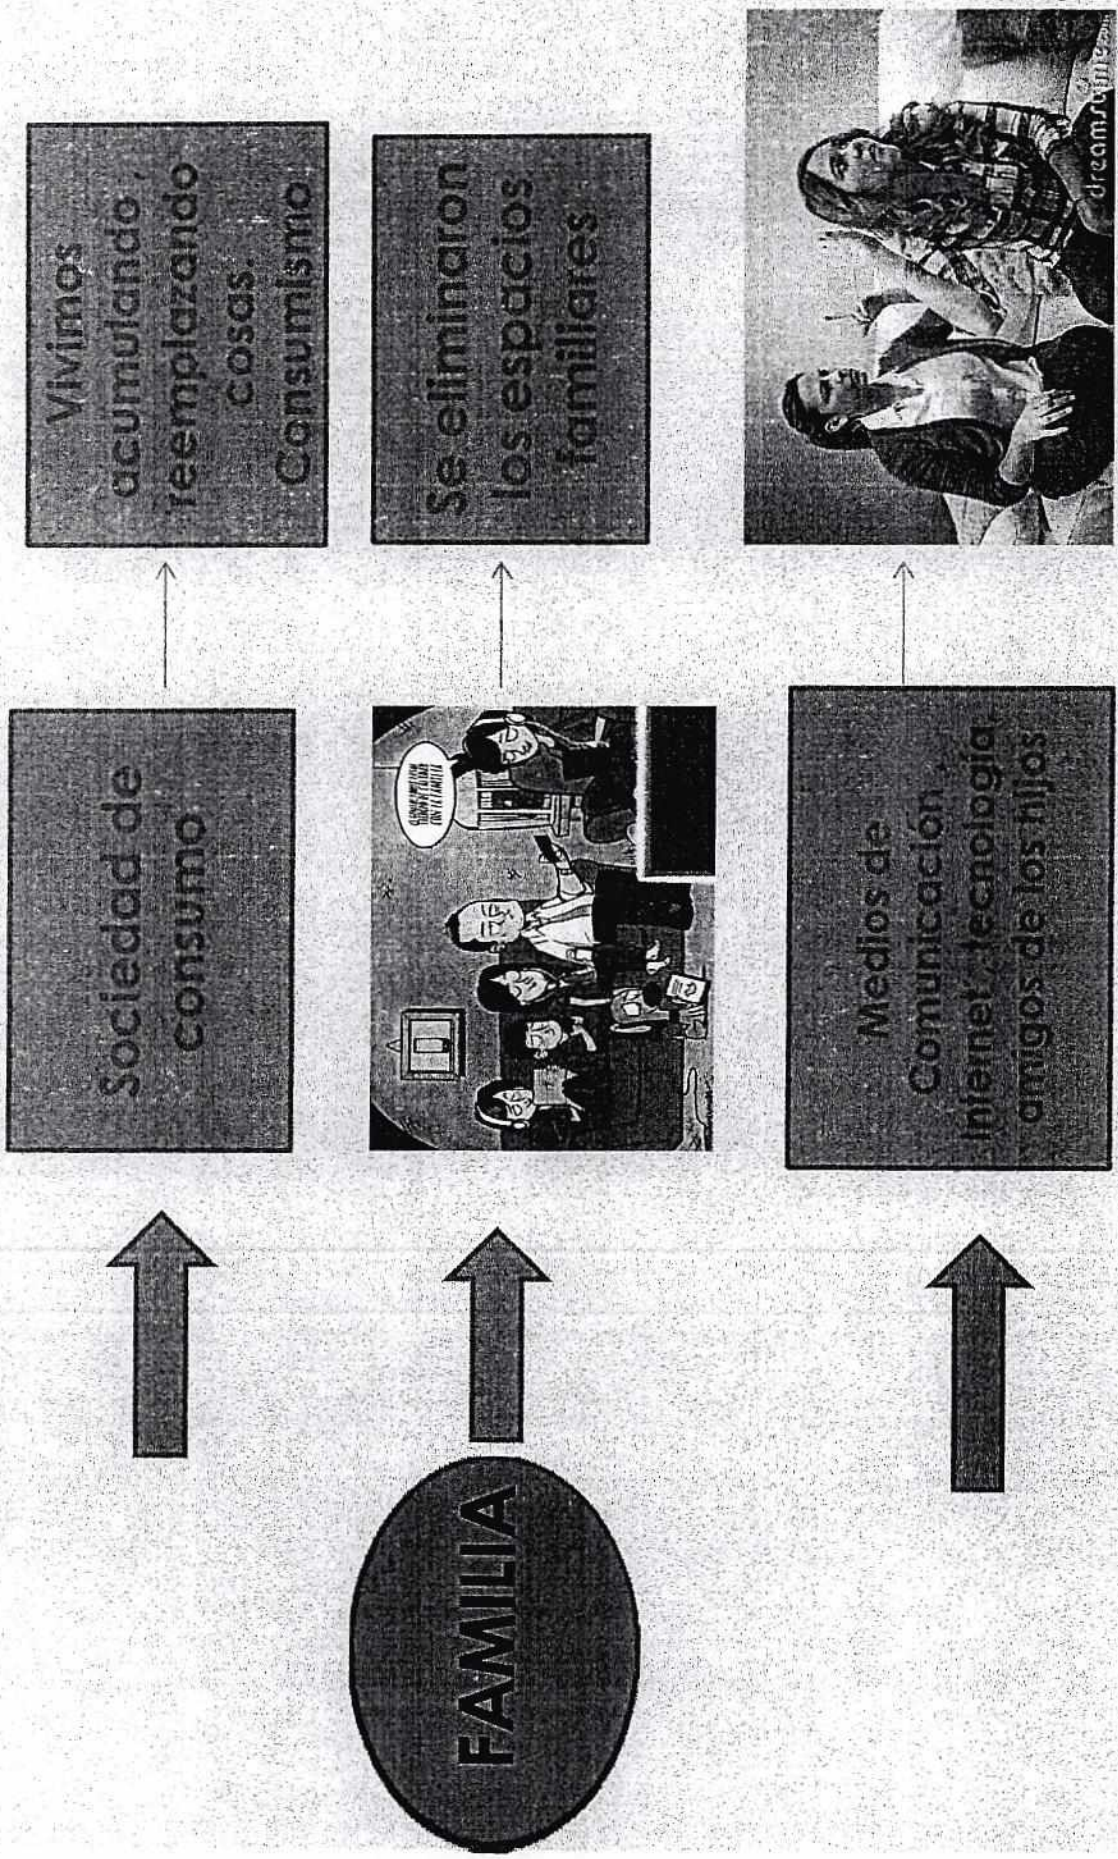 FAMILIA
Sociedad de
consumo
Vivimos
acumulando,
reemplazando
cosas.
Consumismo
Se eliminaron
los espacios
familiares
Medios de
Comunicación,
Internet, tecnología,
amigos de los hijos
dreamstime